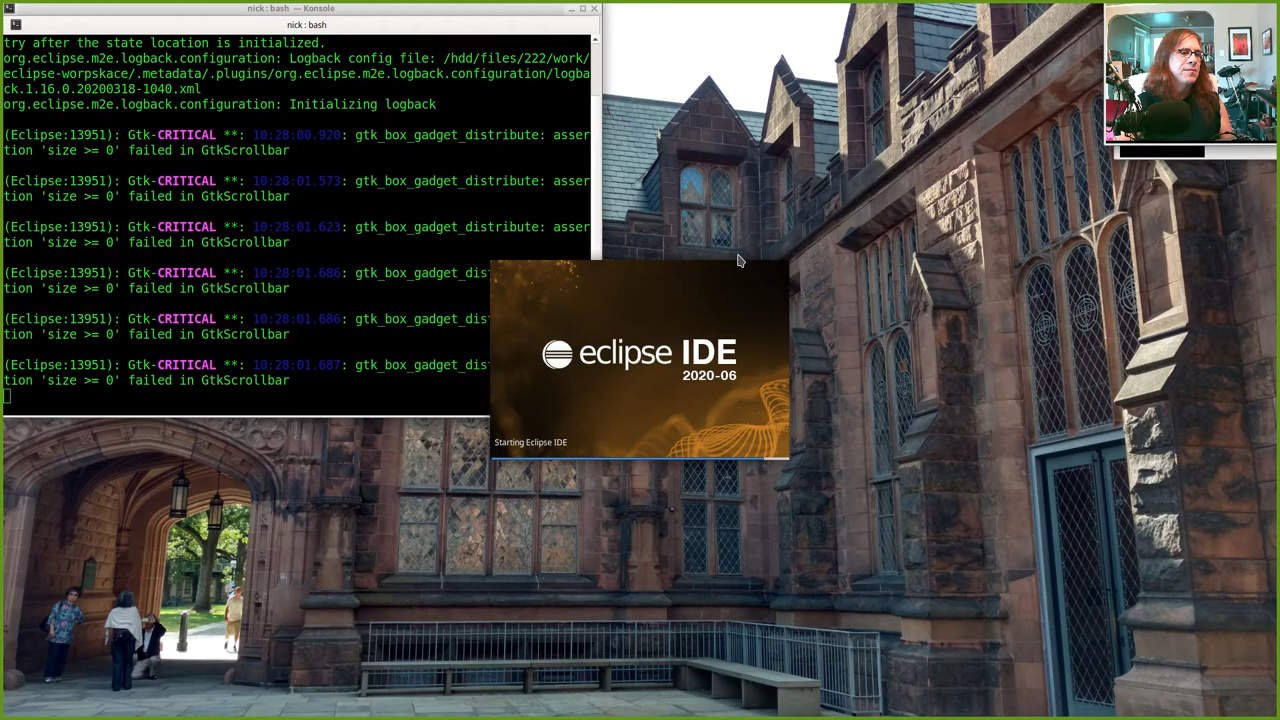 nick : bash — Konsole
nick : bash
try after the state location is initialized.
org.eclipse.m2e.logback.configuration: Logback config file: /hdd/files/222/work/
eclipse-worpskace/.metadata/.plugins/org.eclipse.m2e.logback.configuration/logba
ck.1.16.0.20200318-1040.xml
org.eclipse.m2e.logback.configuration: Initializing logback
(Eclipse:13951): Gtk-CRITICAL **: 10:28:00.920: gtk_box_gadget_distribute: asser
tion 'size >= 0' failed in GtkScrollbar
(Eclipse:13951): Gtk-CRITICAL **: 10:28:01.573: gtk_box_gadget_distribute: asser
tion 'size >= 0' failed in GtkScrollbar
(Eclipse:13951): Gtk-CRITICAL **: 10:28:01.623: gtk_box_gadget_distribute: asser
tion 'size >= 0' failed in GtkScrollbar
(Eclipse:13951): Gtk-CRITICAL **: 10:28:01.686: gtk_box_gadget_dist
tion 'size >= 0' failed in GtkScrollbar
(Eclipse:13951): Gtk-CRITICAL **: 10:28:01.686: gtk_box_gadget_dist
tion 'size >= 0' failed in GtkScrollbar
(Eclipse:13951): Gtk-CRITICAL **: 10:28:01.687: gtk_box_gadget_dist
tion 'size >= 0' failed in GtkScrollbar
eclipse IDE
2020-06
Starting Eclipse IDE